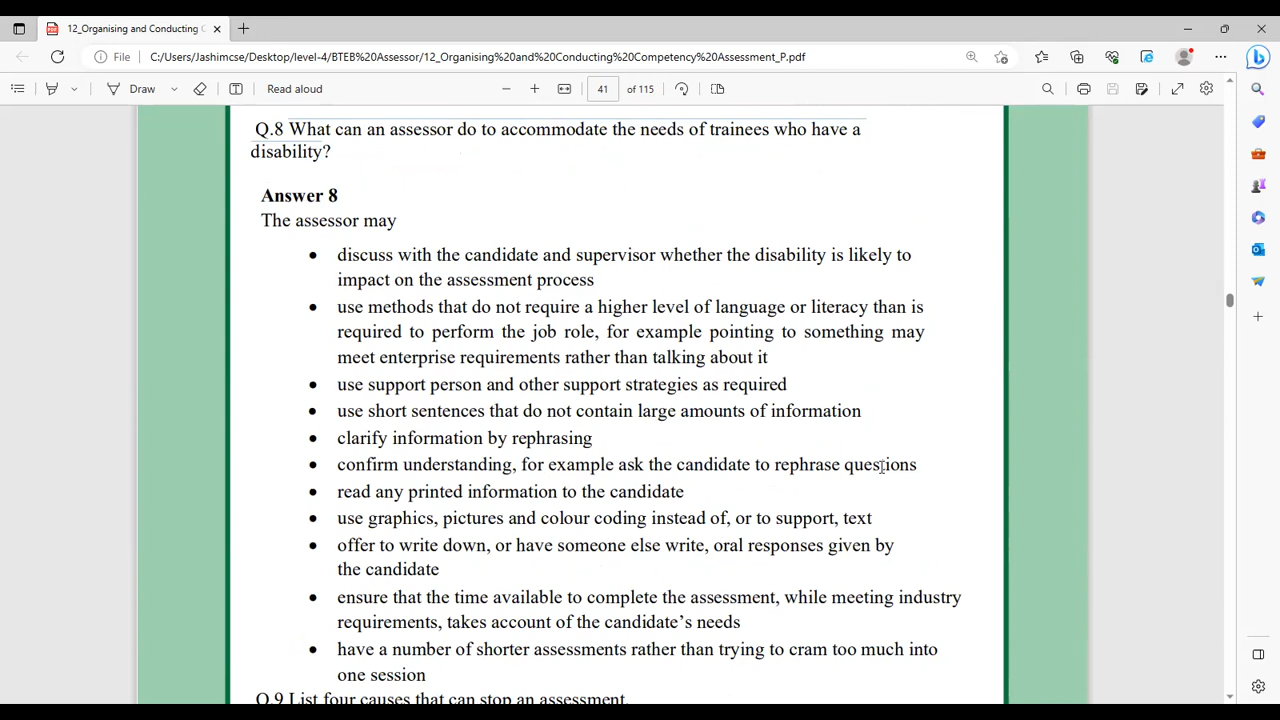 12_Organising and Conducting C
File
C:/Users/Jashimcse/Desktop/level-4/BTEB%20Assessor/12_Organising%20and%20Conducting%20Competency%20Assessment_P.pdf
Draw
Read aloud
41
of 115
Q.8 What can an assessor do to accommodate the needs of trainees who have a
disability?
Answer 8
The assessor may
• discuss with the candidate and supervisor whether the disability is likely to
impact on the assessment process
• use methods that do not require a higher level of language or literacy than is
required to perform the job role, for example pointing to something may
meet enterprise requirements rather than talking about it
• use support person and other support strategies as required
• use short sentences that do not contain large amounts of information
• clarify information by rephrasing
• confirm understanding, for example ask the candidate to rephrase questions
• read any printed information to the candidate
• use graphics, pictures and colour coding instead of, or to support, text
• offer to write down, or have someone else write, oral responses given by
the candidate
• ensure that the time available to complete the assessment, while meeting industry
requirements, takes account of the candidate’s needs
• have a number of shorter assessments rather than trying to cram too much into
one session
Q.9 List four causes that can stop an assessment.